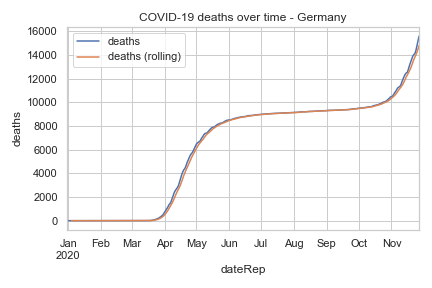 COVID-19 deaths over time - Germany
16000
14000
12000
10000
8000
6000
4000
2000
0
deaths
deaths
deaths (rolling)
Jan Feb Mar Apr May Jun Jul Aug Sep Oct Nov
2020
dateRep